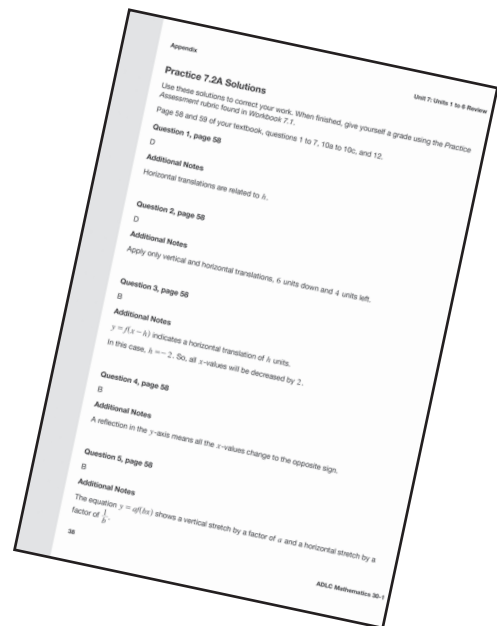 Appendix
Unit 7: Units 1 to 6 Review
Practice 7.2A Solutions
Use these solutions to correct your work. When finished, give yourself a grade using the Practice
Assessment rubric found in Workbook 7.1.
Page 58 and 59 of your textbook, questions 1 to 7, 10a to 10c, and 12.
Question 1, page 58
D
Additional Notes
Horizontal translations are related to h.
Question 2, page 58
D
Additional Notes
Apply only vertical and horizontal translations, 6 units down and 4 units left.
Question 3, page 58
B
Additional Notes
y = f(x − h) indicates a horizontal translation of h units.
In this case, h = − 2. So, all x-values will be decreased by 2.
Question 4, page 58
B
Additional Notes
A reflection in the y-axis means all the x-values change to the opposite sign.
Question 5, page 58
B
Additional Notes
The equation y = af(bx) shows a vertical stretch by a factor of a and a horizontal stretch by a
factor of 1/b.
38
ADLC Mathematics 30-1